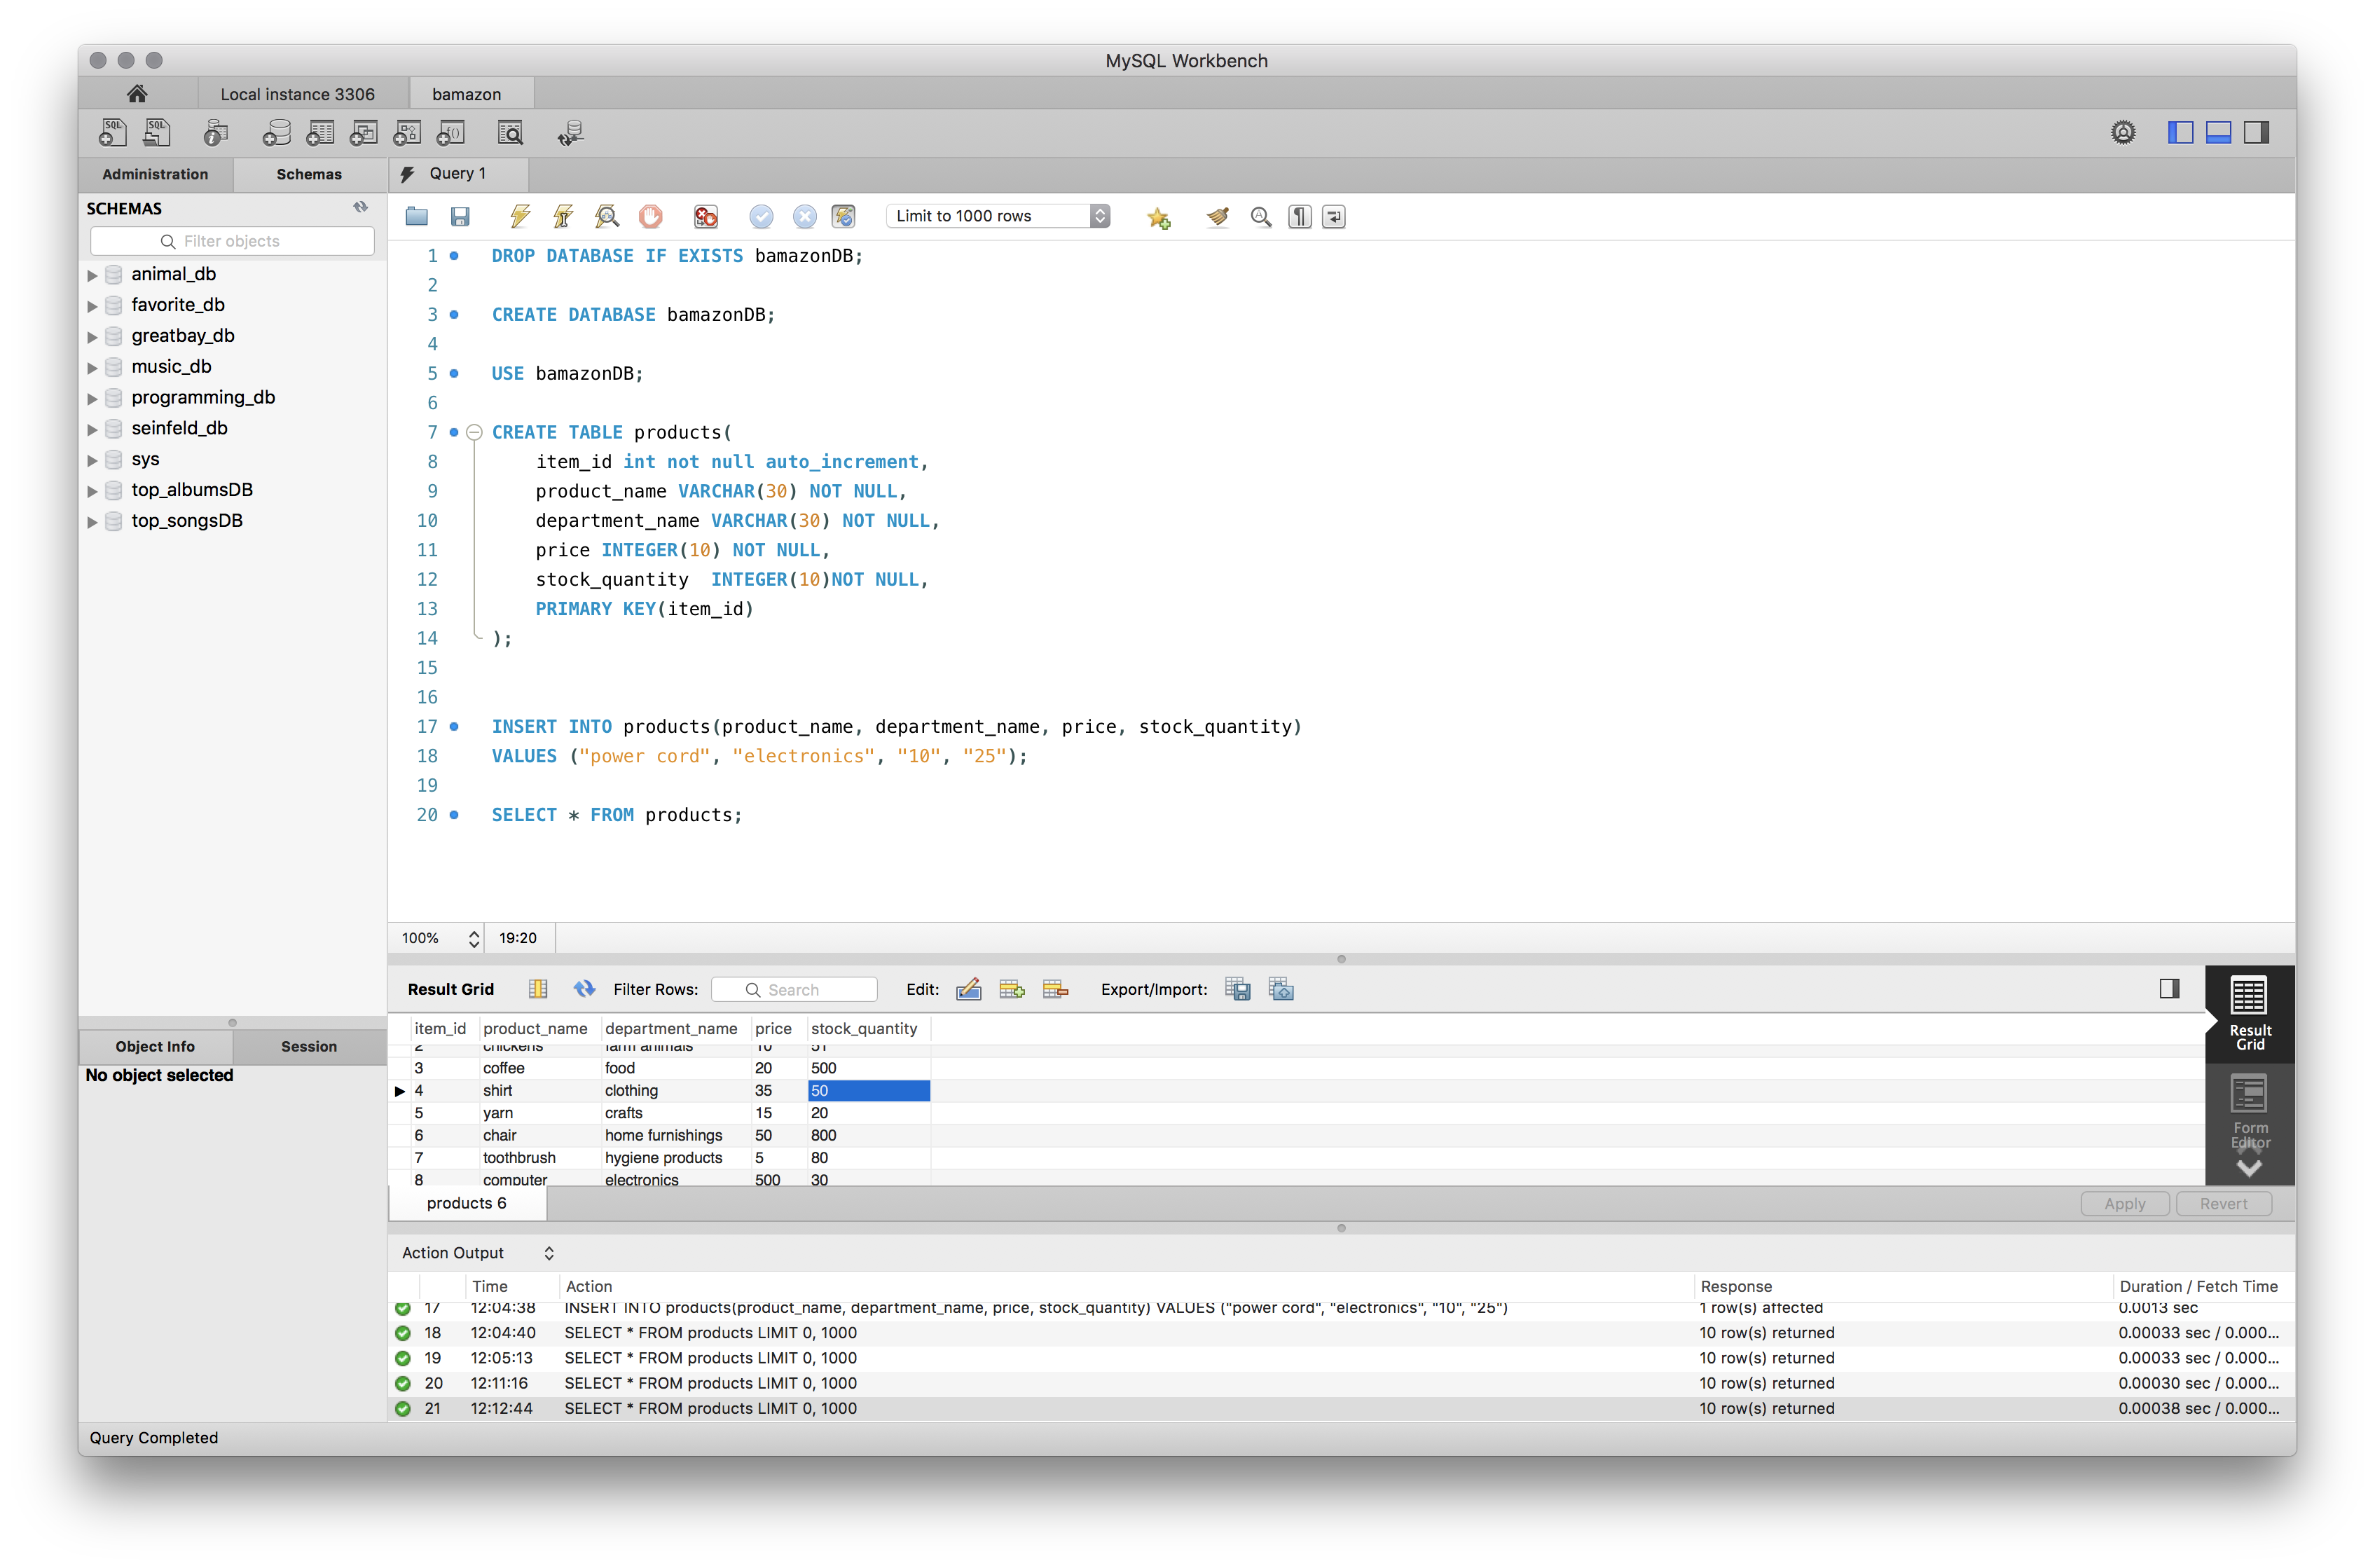 MySQL Workbench
Local instance 3306
bamazon
Administration
Schemas
Query 1
SCHEMAS
Filter objects
animal_db
favorite_db
greatbay_db
music_db
programming_db
seinfeld_db
sys
top_albumsDB
top_songsDB
Object Info
Session
No object selected
Limit to 1000 rows
1 DROP DATABASE IF EXISTS bamazonDB;
2
3 CREATE DATABASE bamazonDB;
4
5 USE bamazonDB;
6
7 CREATE TABLE products(
8 item_id int not null auto_increment,
9 product_name VARCHAR(30) NOT NULL,
10 department_name VARCHAR(30) NOT NULL,
11 price INTEGER(10) NOT NULL,
12 stock_quantity  INTEGER(10)NOT NULL,
13 PRIMARY KEY(item_id)
14 );
15
16
17 INSERT INTO products(product_name, department_name, price, stock_quantity)
18 VALUES ("power cord", "electronics", "10", "25");
19
20 SELECT * FROM products;
100% 19:20
Result Grid Filter Rows: Search Edit: Export/Import:
item_id product_name department_name price stock_quantity
2 chickens farm animals 10 51
3 coffee food 20 500
4 shirt clothing 35 50
5 yarn crafts 15 20
6 chair home furnishings 50 800
7 toothbrush hygiene products 5 80
8 computer electronics 500 30
Result
Grid
Form
Editor
products 6
Apply Revert
Action Output
Time Action Response Duration / Fetch Time
17 12:04:38 INSERT INTO products(product_name, department_name, price, stock_quantity) VALUES ("power cord", "electronics", "10", "25") 1 row(s) affected 0.0013 sec
18 12:04:40 SELECT * FROM products LIMIT 0, 1000 10 row(s) returned 0.00033 sec / 0.000...
19 12:05:13 SELECT * FROM products LIMIT 0, 1000 10 row(s) returned 0.00033 sec / 0.000...
20 12:11:16 SELECT * FROM products LIMIT 0, 1000 10 row(s) returned 0.00030 sec / 0.000...
21 12:12:44 SELECT * FROM products LIMIT 0, 1000 10 row(s) returned 0.00038 sec / 0.000...
Query Completed